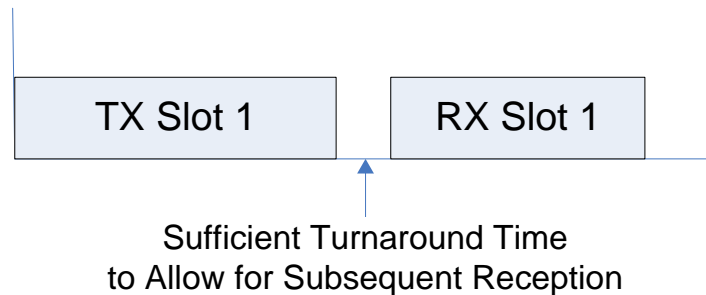 TX Slot 1
RX Slot 1
Sufficient Turnaround Time
to Allow for Subsequent Reception